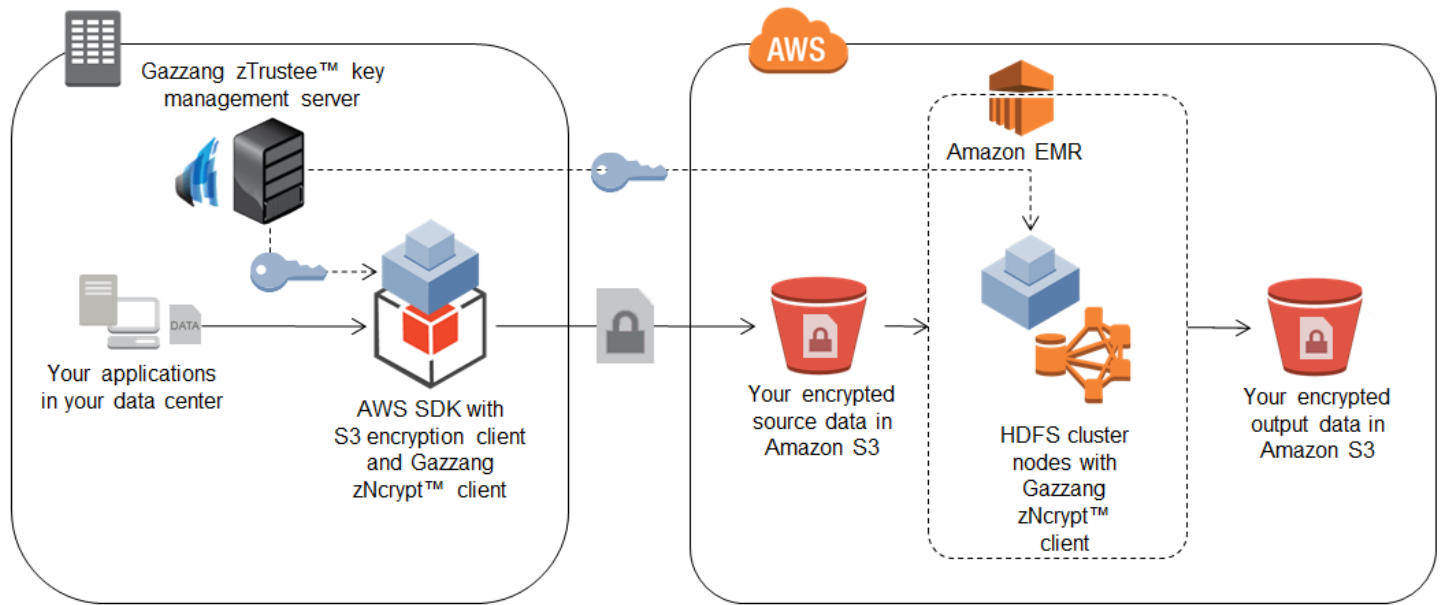 AWS
Gazzang zTrustee™ key
management server
Amazon EMR
DATA
Your applications
in your data center
AWS SDK with
S3 encryption client
and Gazzang
zNcrypt™ client
Your encrypted
source data in
Amazon S3
HDFS cluster
nodes with
Gazzang
zNcrypt™
client
Your encrypted
output data in
Amazon S3